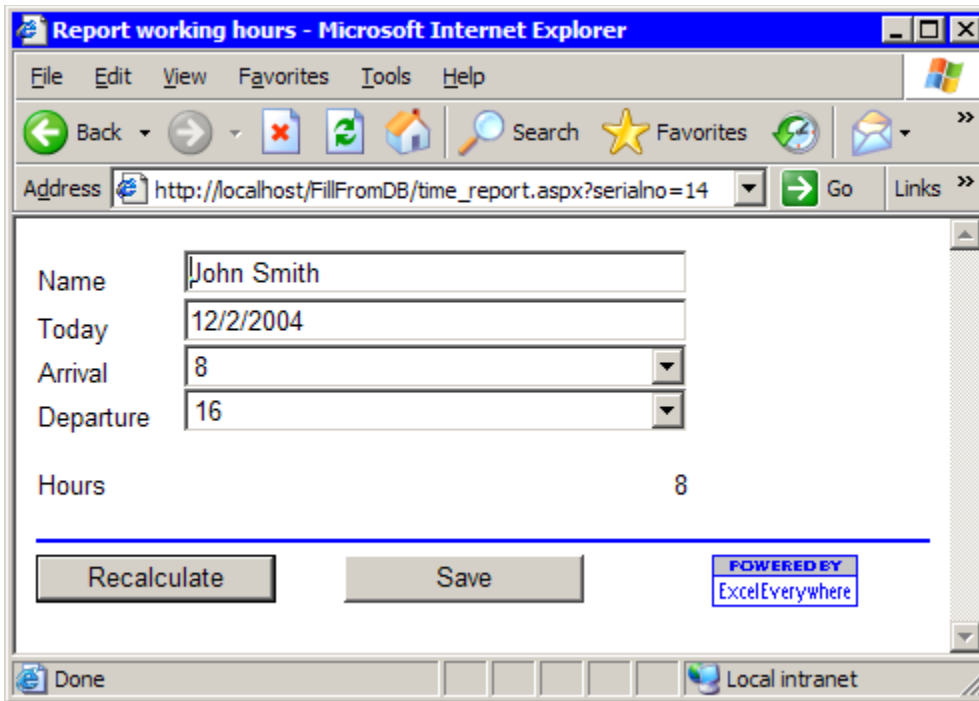 Report working hours - Microsoft Internet Explorer
File Edit View Favorites Tools Help
Back Search Favorites »
Address http://localhost/FillFromDB/time_report.aspx?serialno=14 Go Links »
Name John Smith
Today 12/2/2004
Arrival 8
Departure 16
Hours 8
Recalculate Save POWERED BY
ExcelEverywhere
Done Local intranet